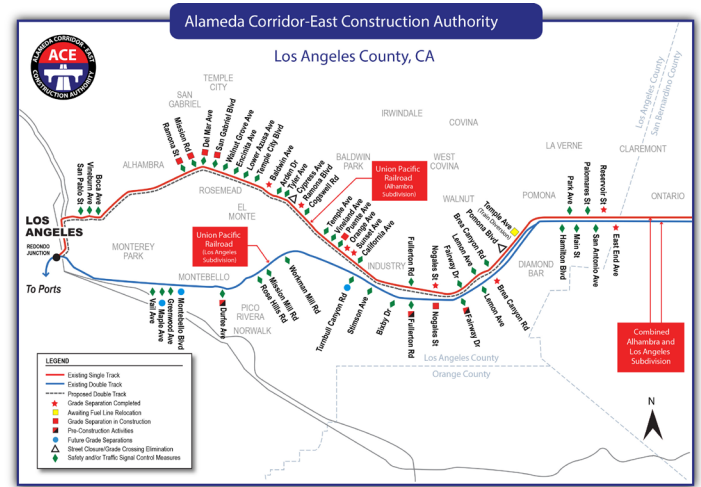 Alameda Corridor-East Construction Authority
Los Angeles County, CA
ALAMEDA CORRIDOR-EAST
ACE
CONSTRUCTION AUTHORITY
TEMPLE
CITY
SAN
GABRIEL
ALHAMBRA
ROSEMEAD
EL
MONTE
MONTEREY
PARK
MONTEBELLO
PICO
RIVERA
NORWALK
IRWINDALE
COVINA
BALDWIN
PARK
WEST
COVINA
WALNUT
INDUSTRY
LA VERNE
CLAREMONT
POMONA
ONTARIO
DIAMOND
BAR
Los Angeles County
San Bernardino County
Los Angeles County
Orange County
LOS
ANGELES
REDONDO
JUNCTION
To Ports
San Pablo St
Vineburn Ave
Boca Ave
Ramona St
Mission Rd
Del Mar Ave
San Gabriel Blvd
Walnut Grove Ave
Encinita Ave
Lower Azusa Ave
Temple City Blvd
Baldwin Ave
Arden Dr
Tyler Ave
Cypress Ave
Ramona Blvd
Cogswell Rd
Temple Ave
Vineland Ave
Puente Ave
Orange Ave
Sunset Ave
California Ave
Fullerton Rd
Nogales St
Fairway Dr
Lemon Ave
Brea Canyon Rd
Pomona Blvd
Temple Ave
(Train Diversion)
Park Ave
Palomares St
Reservoir St
Hamilton Blvd
Main St
San Antonio Ave
East End Ave
Vail Ave
Maple Ave
Greenwood Ave
Montebello Blvd
Durfee Ave
Rose Hills Rd
Mission Mill Rd
Workman Mill Rd
Turnbull Canyon Rd
Stimson Ave
Bixby Dr
Fullerton Rd
Nogales St
Fairway Dr
Lemon Ave
Brea Canyon Rd
Union Pacific
Railroad
(Alhambra
Subdivision)
Union Pacific
Railroad
(Los Angeles
Subdivision)
Combined
Alhambra and
Los Angeles
Subdivision
N
LEGEND
Existing Single Track
Existing Double Track
Proposed Double Track
Grade Separation Completed
Awaiting Fuel Line Relocation
Grade Separation in Construction
Pre-Construction Activities
Future Grade Separations
Street Closure/Grade Crossing Elimination
Safety and/or Traffic Signal Control Measures